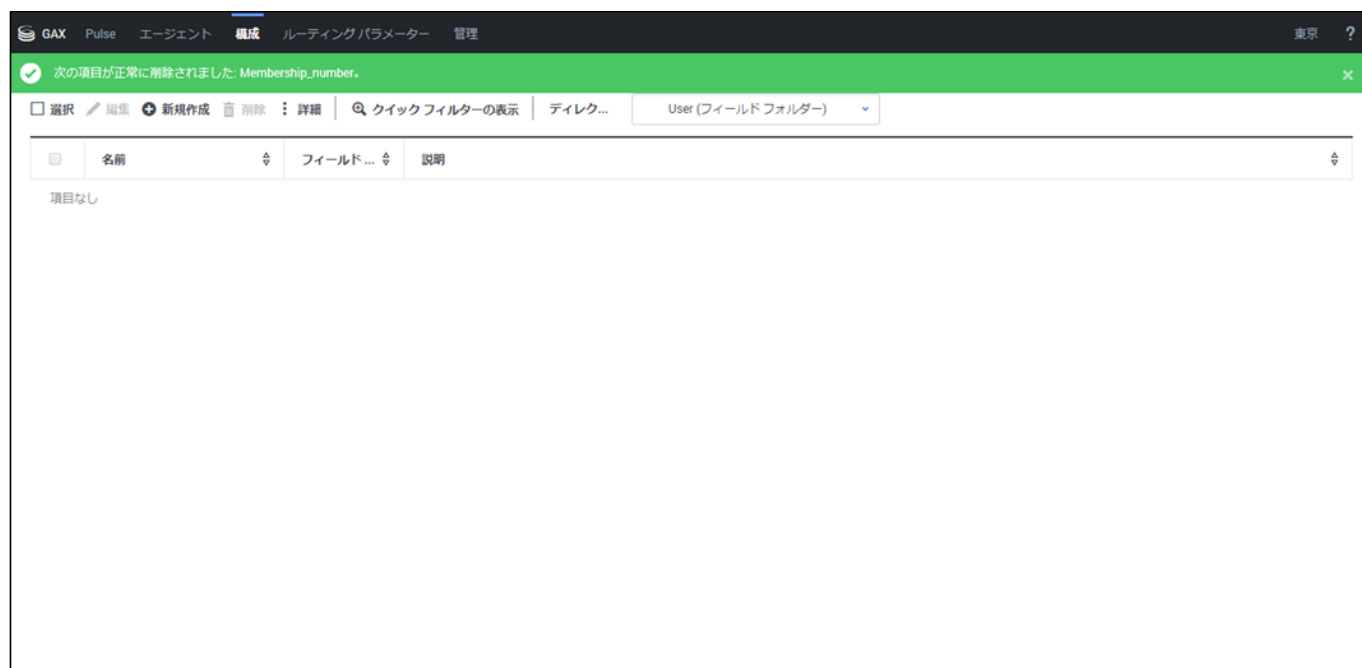 GAX Pulse エージェント 構成 ルーティング パラメーター 管理 東京 ?
次の項目が正常に削除されました: Membership_number。 ×
選択 編集 新規作成 削除 詳細 クイック フィルターの表示 ディレク... User (フィールド フォルダー)
名前 フィールド ... 説明
項目なし